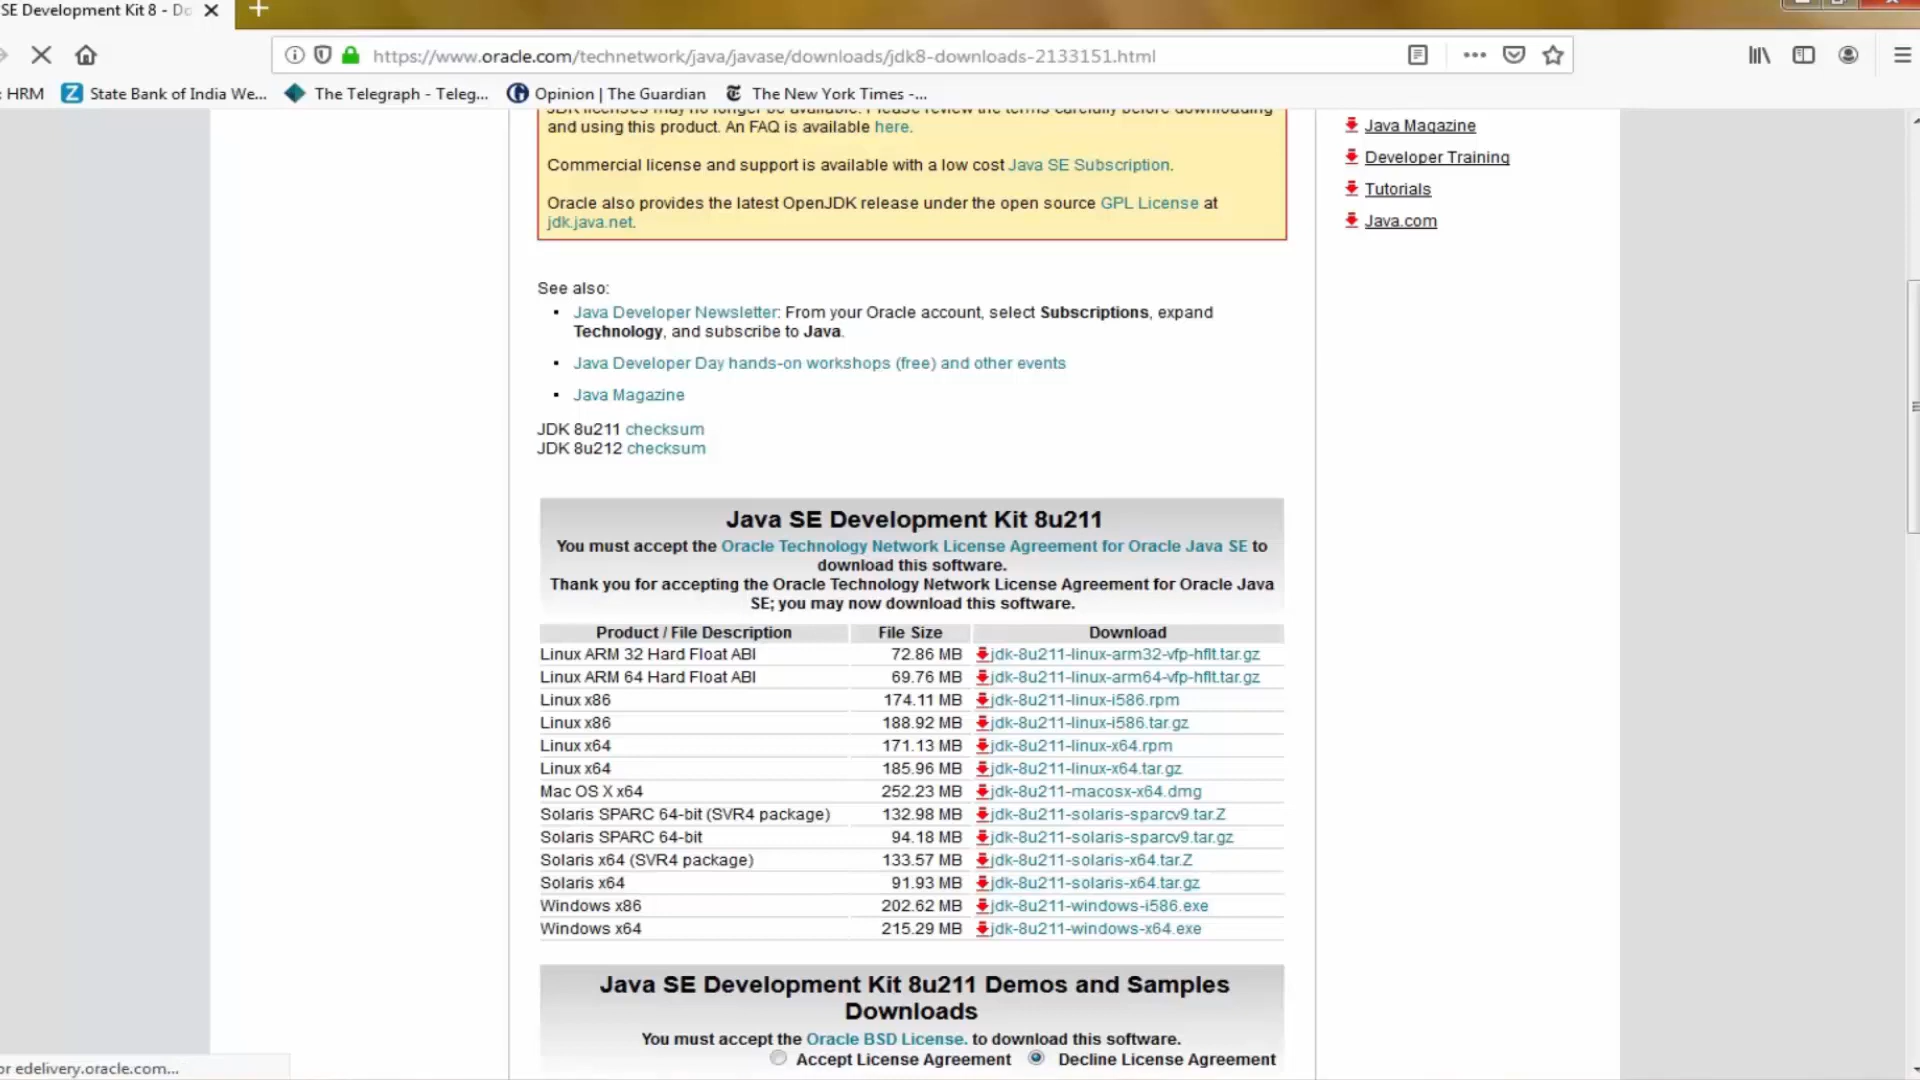 SE Development Kit 8 - Do
https://www.oracle.com/technetwork/java/javase/downloads/jdk8-downloads-2133151.html
: HRM
State Bank of India We...
The Telegraph - Teleg...
Opinion | The Guardian
The New York Times -...
JDK licenses may no longer be available. Please review the terms carefully before downloading
and using this product. An FAQ is available here.
Commercial license and support is available with a low cost Java SE Subscription.
Oracle also provides the latest OpenJDK release under the open source GPL License at
jdk.java.net.
Java Magazine
Developer Training
Tutorials
Java.com
See also:
Java Developer Newsletter: From your Oracle account, select Subscriptions, expand
Technology, and subscribe to Java.
Java Developer Day hands-on workshops (free) and other events
Java Magazine
JDK 8u211 checksum
JDK 8u212 checksum
Java SE Development Kit 8u211
You must accept the Oracle Technology Network License Agreement for Oracle Java SE to
download this software.
Thank you for accepting the Oracle Technology Network License Agreement for Oracle Java
SE; you may now download this software.
Product / File Description File Size Download
Linux ARM 32 Hard Float ABI 72.86 MB jdk-8u211-linux-arm32-vfp-hflt.tar.gz
Linux ARM 64 Hard Float ABI 69.76 MB jdk-8u211-linux-arm64-vfp-hflt.tar.gz
Linux x86 174.11 MB jdk-8u211-linux-i586.rpm
Linux x86 188.92 MB jdk-8u211-linux-i586.tar.gz
Linux x64 171.13 MB jdk-8u211-linux-x64.rpm
Linux x64 185.96 MB jdk-8u211-linux-x64.tar.gz
Mac OS X x64 252.23 MB jdk-8u211-macosx-x64.dmg
Solaris SPARC 64-bit (SVR4 package) 132.98 MB jdk-8u211-solaris-sparcv9.tar.Z
Solaris SPARC 64-bit 94.18 MB jdk-8u211-solaris-sparcv9.tar.gz
Solaris x64 (SVR4 package) 133.57 MB jdk-8u211-solaris-x64.tar.Z
Solaris x64 91.93 MB jdk-8u211-solaris-x64.tar.gz
Windows x86 202.62 MB jdk-8u211-windows-i586.exe
Windows x64 215.29 MB jdk-8u211-windows-x64.exe
Java SE Development Kit 8u211 Demos and Samples
Downloads
You must accept the Oracle BSD License. to download this software.
Accept License Agreement Decline License Agreement
or edelivery.oracle.com...